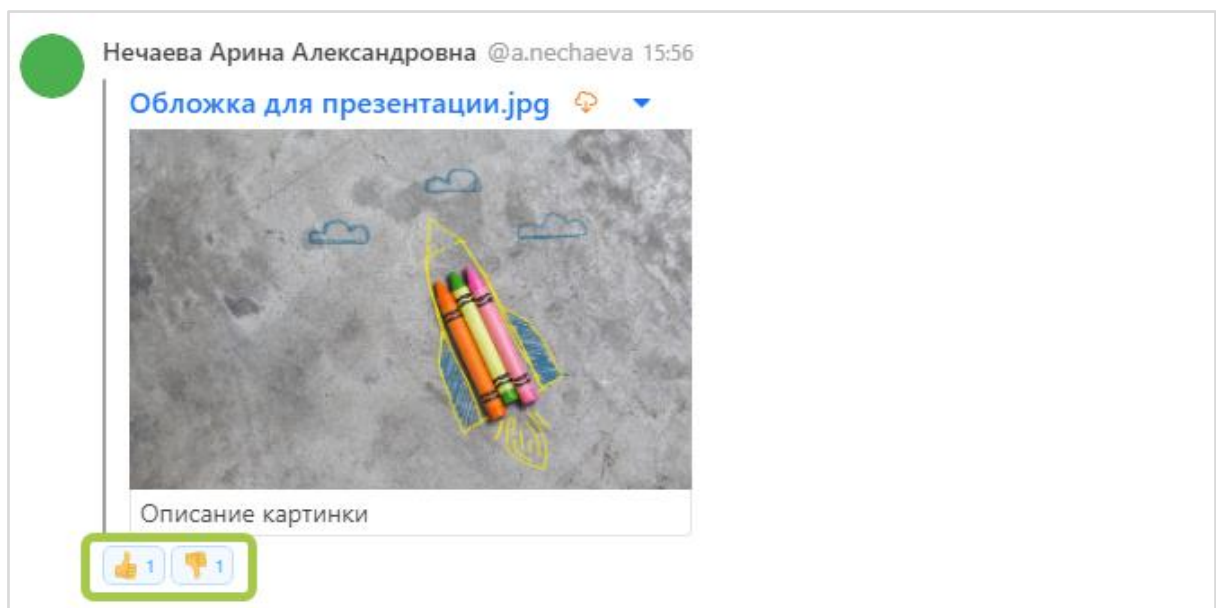 Нечаева Арина Александровна @a.nechaeva 15:56
Обложка для презентации.jpg
Описание картинки
👍 1 👎 1